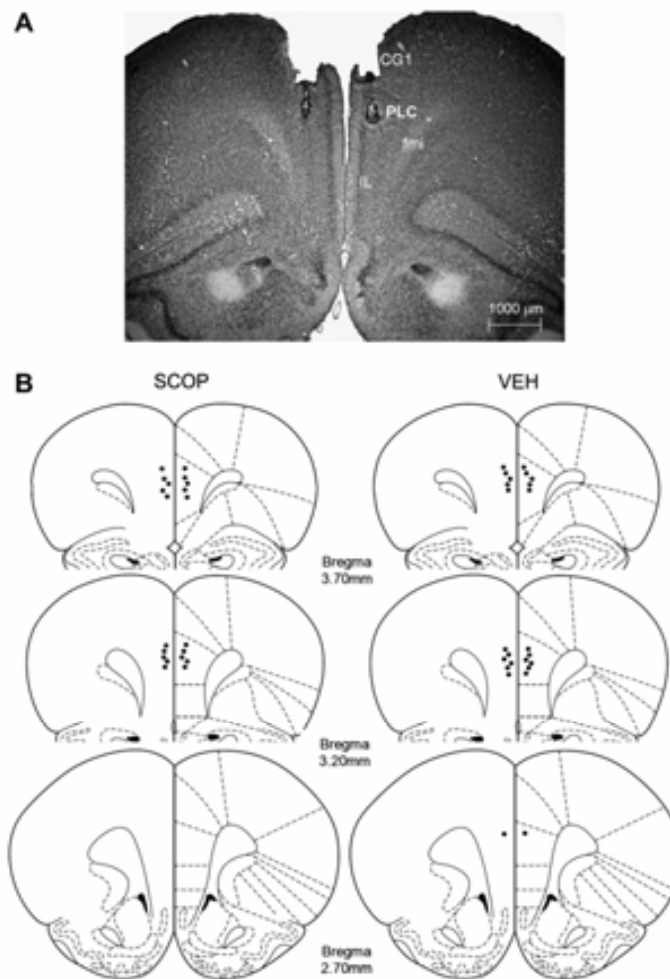 A
CG1
PLC
fmi
IL
1000 µm
B
SCOP
VEH
Bregma
3.70mm
Bregma
3.20mm
Bregma
2.70mm